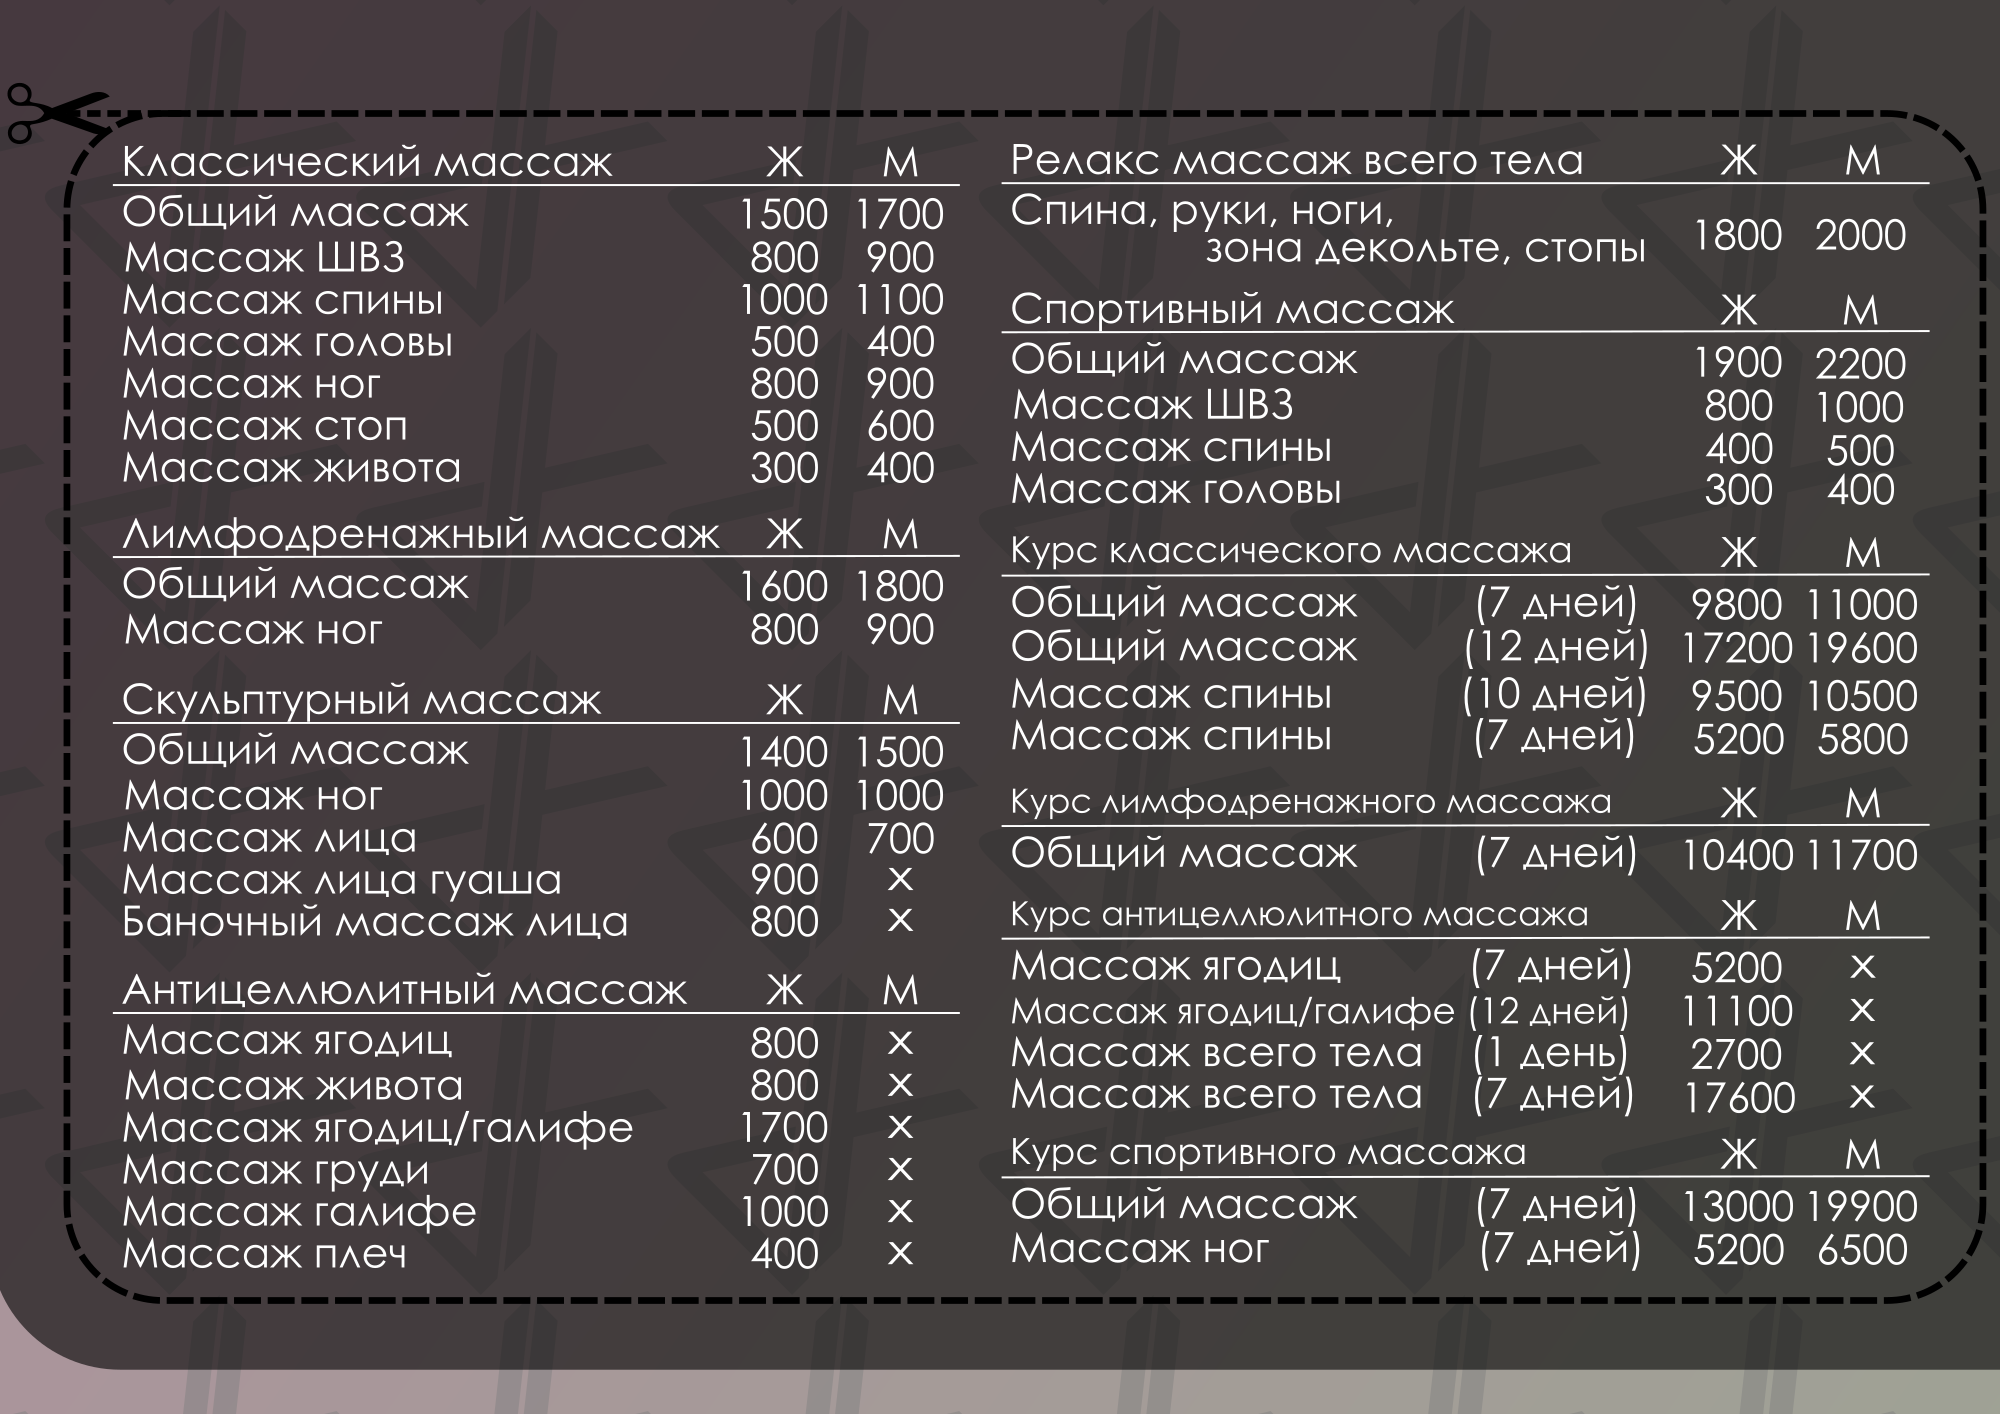 Классический массаж Ж М
Общий массаж 1500 1700
Массаж ШВЗ 800 900
Массаж спины 1000 1100
Массаж головы 500 400
Массаж ног 800 900
Массаж стоп 500 600
Массаж живота 300 400
Лимфодренажный массаж Ж М
Общий массаж 1600 1800
Массаж ног 800 900
Скульптурный массаж Ж М
Общий массаж 1400 1500
Массаж ног 1000 1000
Массаж лица 600 700
Массаж лица гуаша 900 х
Баночный массаж лица 800 х
Антицеллюлитный массаж Ж М
Массаж ягодиц 800 х
Массаж живота 800 х
Массаж ягодиц/галифе 1700 х
Массаж груди 700 х
Массаж галифе 1000 х
Массаж плеч 400 х
Релакс массаж всего тела Ж М
Спина, руки, ноги,
зона декольте, стопы 1800 2000
Спортивный массаж Ж М
Общий массаж 1900 2200
Массаж ШВЗ 800 1000
Массаж спины 400 500
Массаж головы 300 400
Курс классического массажа Ж М
Общий массаж (7 дней) 9800 11000
Общий массаж (12 дней) 17200 19600
Массаж спины (10 дней) 9500 10500
Массаж спины (7 дней) 5200 5800
Курс лимфодренажного массажа Ж М
Общий массаж (7 дней) 10400 11700
Курс антицеллюлитного массажа Ж М
Массаж ягодиц (7 дней) 5200 х
Массаж ягодиц/галифе (12 дней) 11100 х
Массаж всего тела (1 день) 2700 х
Массаж всего тела (7 дней) 17600 х
Курс спортивного массажа Ж М
Общий массаж (7 дней) 13000 19900
Массаж ног (7 дней) 5200 6500